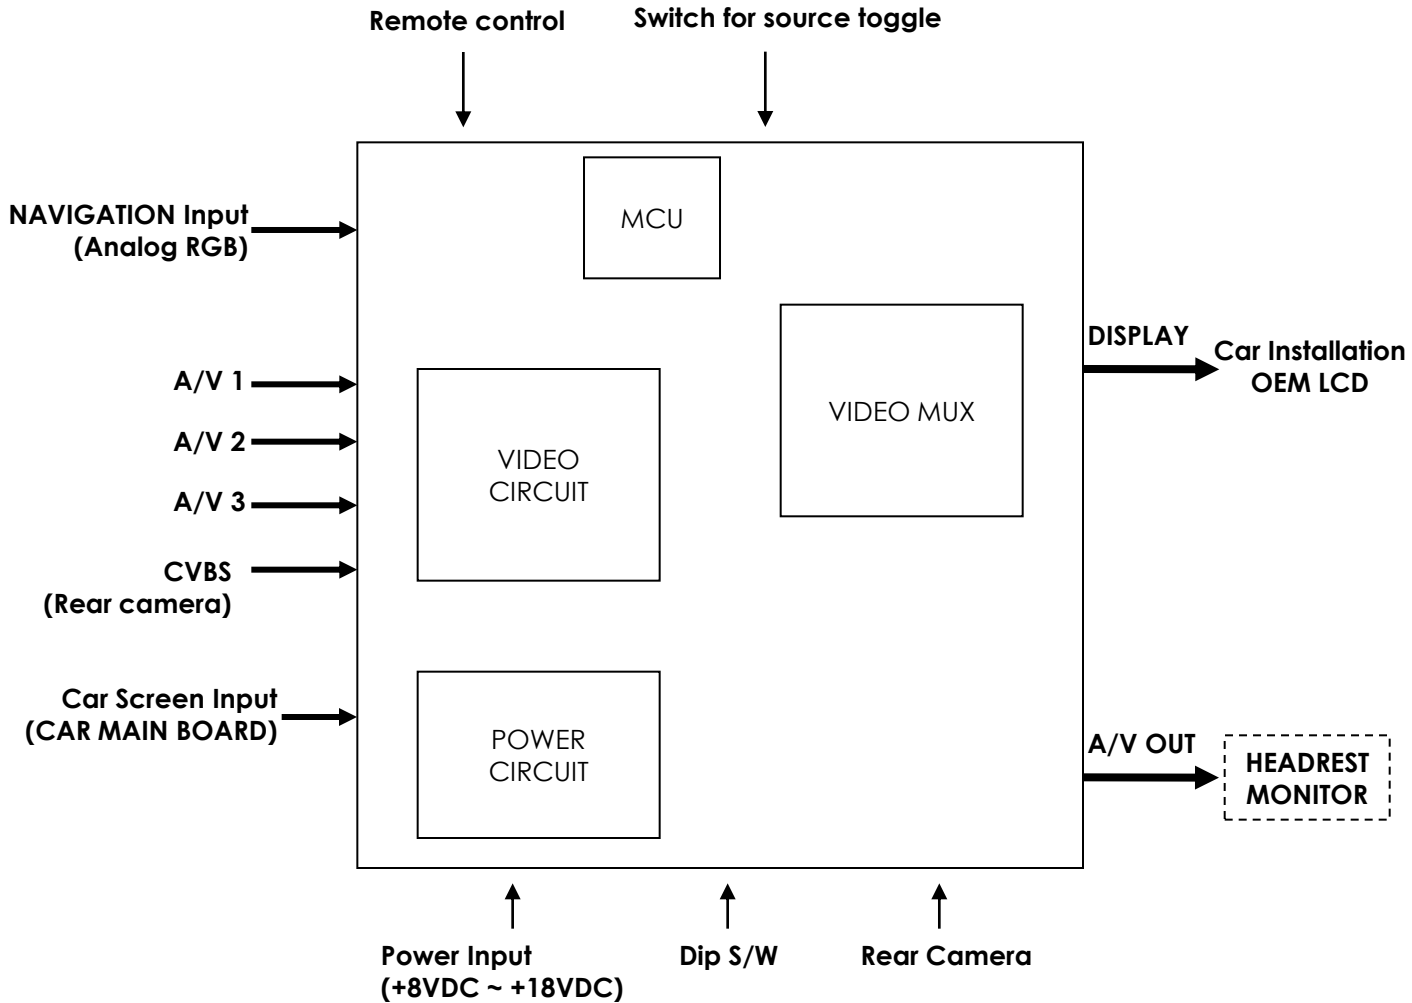 Remote control
Switch for source toggle
NAVIGATION Input
(Analog RGB)
MCU
A/V 1
A/V 2
A/V 3
CVBS
(Rear camera)
VIDEO
CIRCUIT
VIDEO MUX
DISPLAY
Car Installation
OEM LCD
Car Screen Input
(CAR MAIN BOARD)
POWER
CIRCUIT
A/V OUT
HEADREST
MONITOR
Power Input
(+8VDC ~ +18VDC)
Dip S/W
Rear Camera